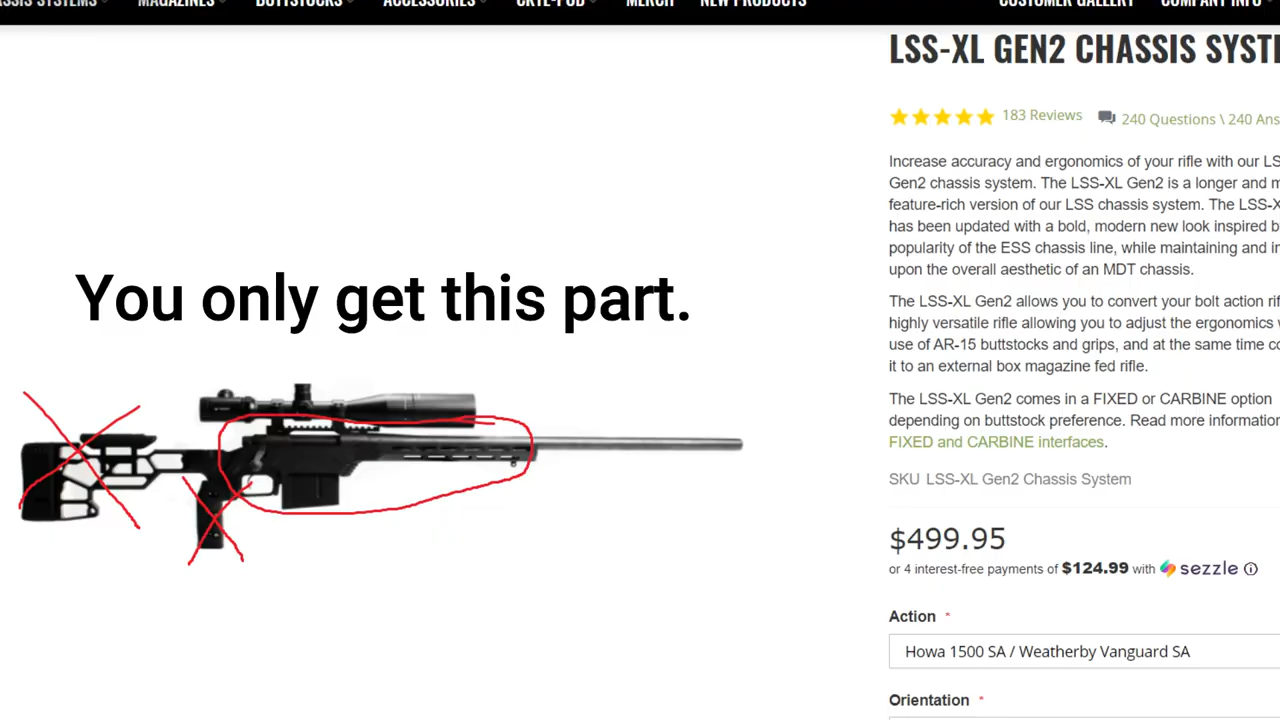 MAGAZINES
BUTTSTOCKS
ACCESSORIES
MERCH
NEW PRODUCTS
CUSTOMER GALLERY
COMPANY INFO
LSS-XL GEN2 CHASSIS SYSTE
183 Reviews
240 Questions \ 240 Ans
Increase accuracy and ergonomics of your rifle with our LS
Gen2 chassis system. The LSS-XL Gen2 is a longer and m
feature-rich version of our LSS chassis system. The LSS-X
has been updated with a bold, modern new look inspired b
popularity of the ESS chassis line, while maintaining and in
upon the overall aesthetic of an MDT chassis.
The LSS-XL Gen2 allows you to convert your bolt action rif
highly versatile rifle allowing you to adjust the ergonomics
use of AR-15 buttstocks and grips, and at the same time co
it to an external box magazine fed rifle.
The LSS-XL Gen2 comes in a FIXED or CARBINE option
depending on buttstock preference. Read more information
FIXED and CARBINE interfaces.
SKU LSS-XL Gen2 Chassis System
$499.95
or 4 interest-free payments of $124.99 with sezzle
Action *
Howa 1500 SA / Weatherby Vanguard SA
Orientation *
You only get this part.